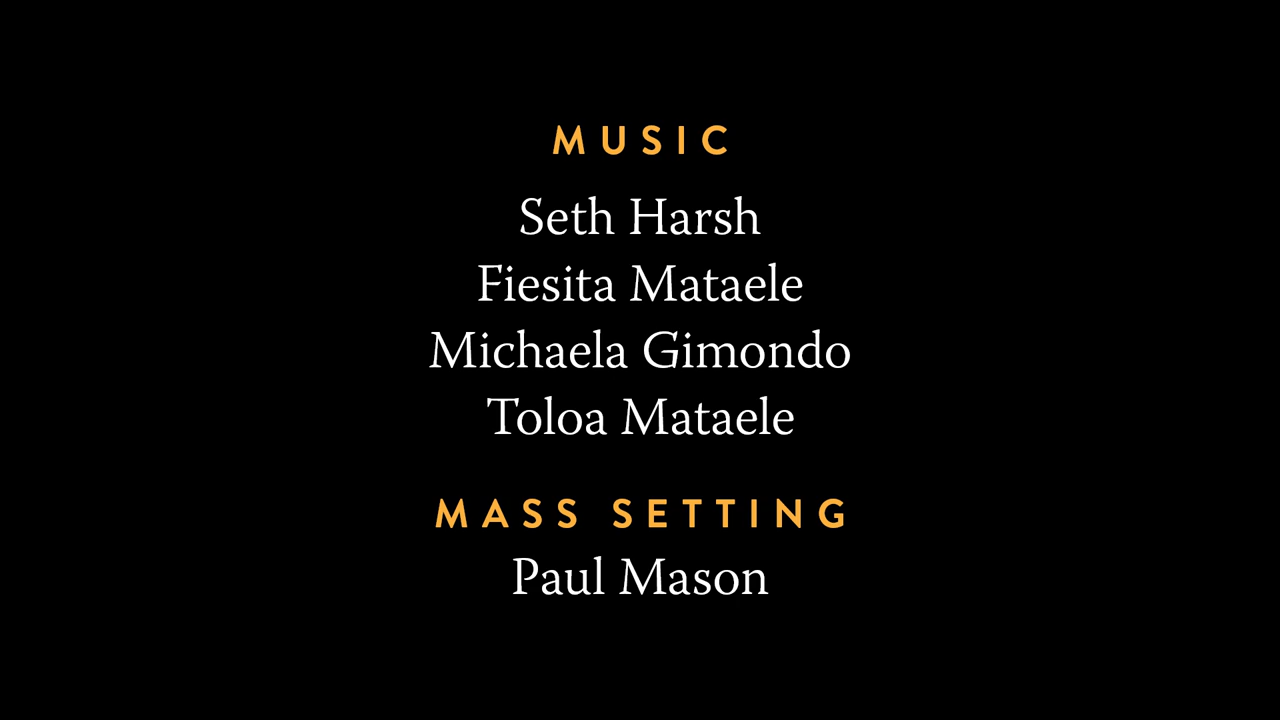 MUSIC
Seth Harsh
Fiesita Mataele
Michaela Gimondo
Toloa Mataele
MASS SETTING
Paul Mason